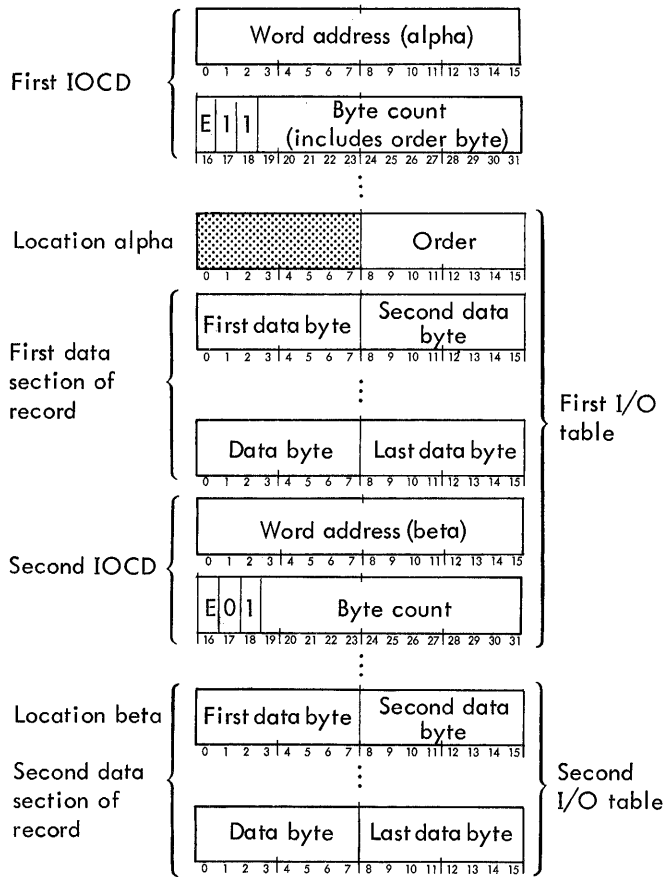 Word address (alpha)
0 1 2 3 4 5 6 7 8 9 10 11 12 13 14 15
First IOCD
E 1 1 Byte count
(includes order byte)
16 17 18 19 20 21 22 23 24 25 26 27 28 29 30 31
Location alpha
Order
0 1 2 3 4 5 6 7 8 9 10 11 12 13 14 15
First data
section of
record
First data byte
Second data
byte
0 1 2 3 4 5 6 7 8 9 10 11 12 13 14 15
Data byte
Last data byte
0 1 2 3 4 5 6 7 8 9 10 11 12 13 14 15
First I/O
table
Second IOCD
Word address (beta)
0 1 2 3 4 5 6 7 8 9 10 11 12 13 14 15
E 0 1 Byte count
16 17 18 19 20 21 22 23 24 25 26 27 28 29 30 31
Location beta
First data byte
Second data
byte
0 1 2 3 4 5 6 7 8 9 10 11 12 13 14 15
Second data
section of
record
Data byte
Last data byte
0 1 2 3 4 5 6 7 8 9 10 11 12 13 14 15
Second
I/O table